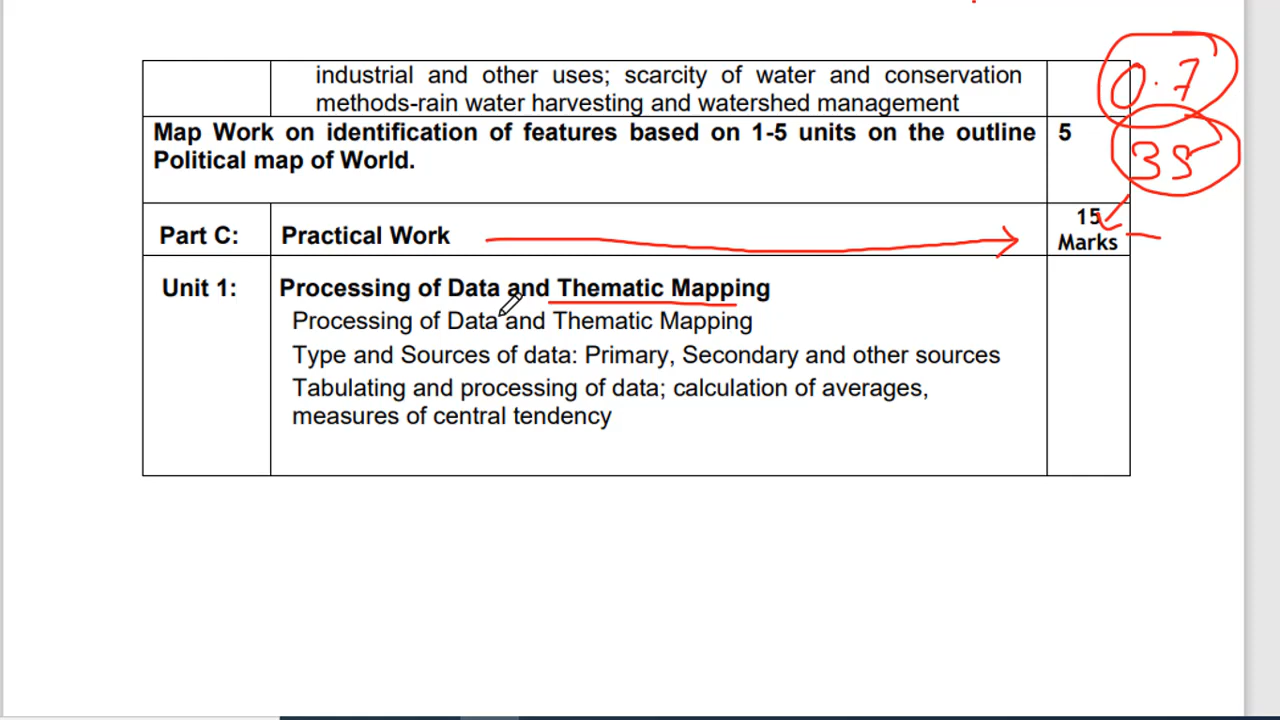 industrial and other uses; scarcity of water and conservation
methods-rain water harvesting and watershed management
0.7
Map Work on identification of features based on 1-5 units on the outline
Political map of World.
5
35
Part C:
Practical Work
15
Marks
Unit 1:
Processing of Data and Thematic Mapping
Processing of Data and Thematic Mapping
Type and Sources of data: Primary, Secondary and other sources
Tabulating and processing of data; calculation of averages,
measures of central tendency